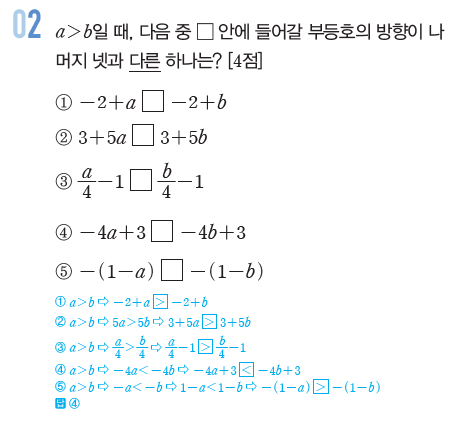 02 a>b일 때, 다음 중 □ 안에 들어갈 부등호의 방향이 나
머지 넷과 다른 하나는? [4점]
① -2+a □ -2+b
② 3+5a □ 3+5b
③ a/4-1 □ b/4-1
④ -4a+3 □ -4b+3
⑤ -(1-a) □ -(1-b)
① a>b ⇨ -2+a > -2+b
② a>b ⇨ 5a>5b ⇨ 3+5a > 3+5b
③ a>b ⇨ a/4>b/4 ⇨ a/4-1 > b/4-1
④ a>b ⇨ -4a<-4b ⇨ -4a+3 < -4b+3
⑤ a>b ⇨ -a<-b ⇨ 1-a<1-b ⇨ -(1-a) > -(1-b)
답 ④